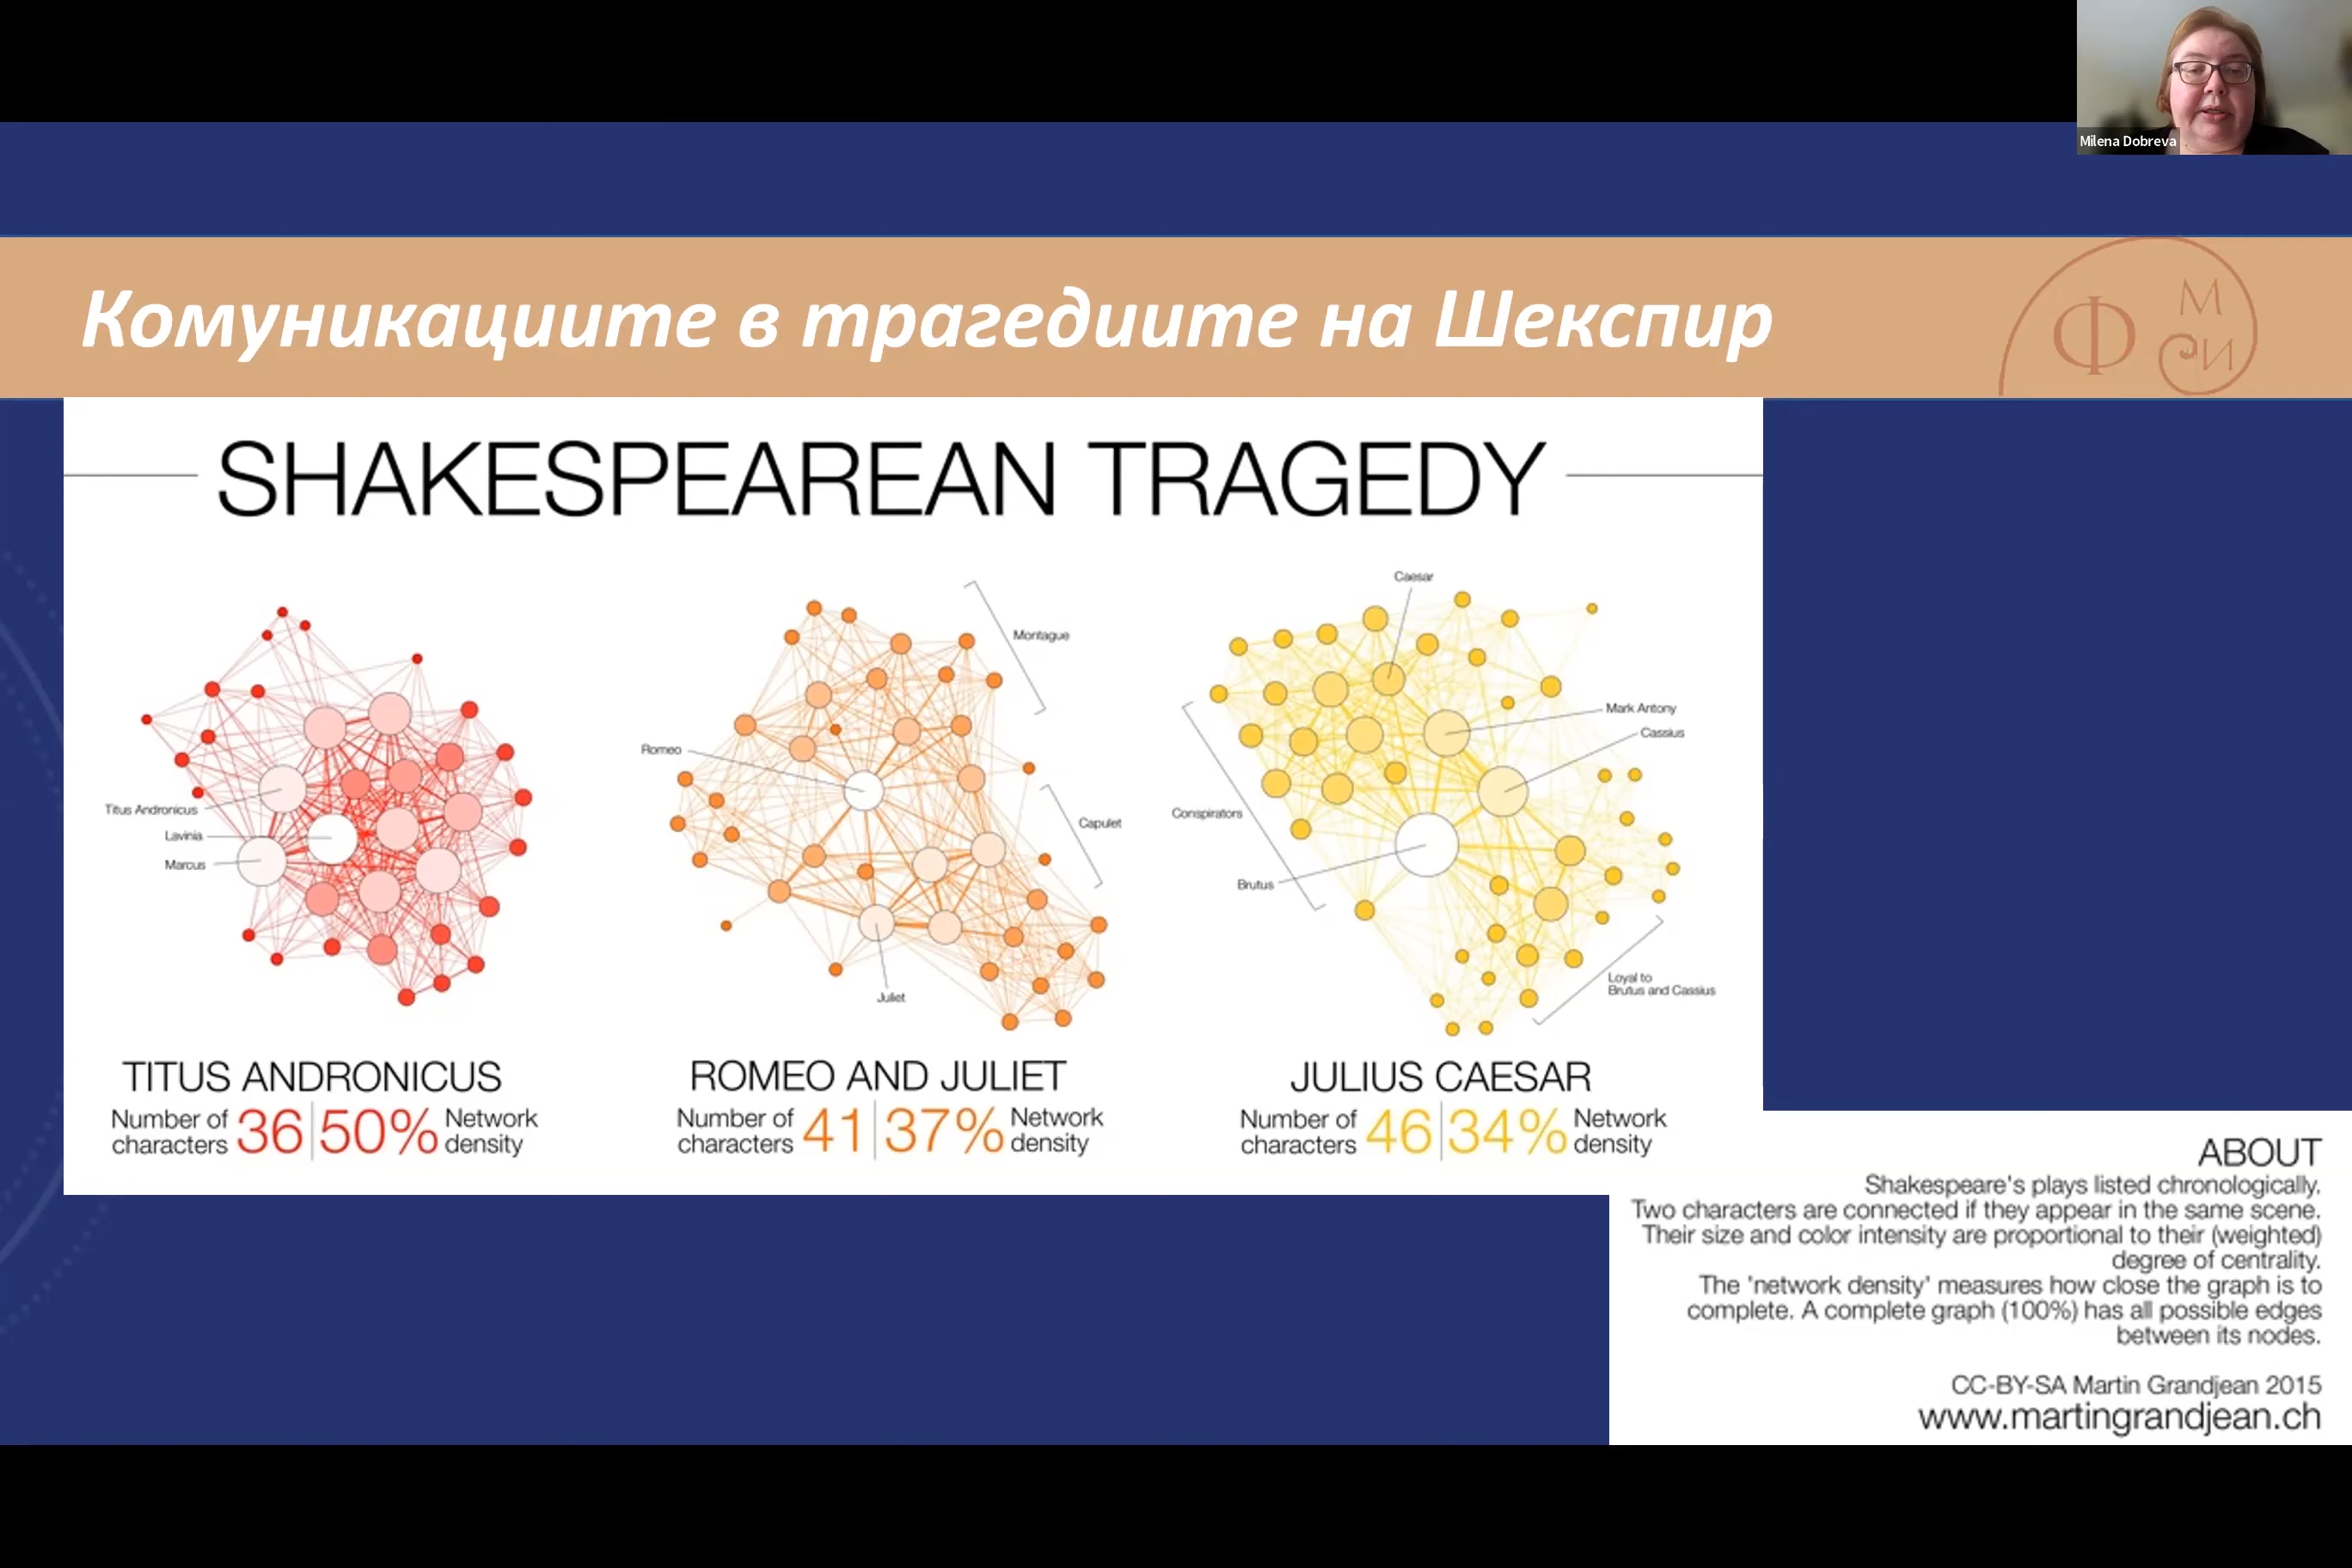 Milena Dobreva
Комуникациите в трагедиите на Шекспир
Ф М
СИ
SHAKESPEAREAN TRAGEDY
Titus Andronicus
Lavinia
Marcus
Montague
Romeo
Capulet
Juliet
Caesar
Mark Antony
Cassius
Conspirators
Brutus
Loyal to
Brutus and Cassius
TITUS ANDRONICUS
Number of
characters
36|50%
Network
density
ROMEO AND JULIET
Number of
characters
41|37%
Network
density
JULIUS CAESAR
Number of
characters
46|34%
Network
density
ABOUT
Shakespeare's plays listed chronologically.
Two characters are connected if they appear in the same scene.
Their size and color intensity are proportional to their (weighted)
degree of centrality.
The 'network density' measures how close the graph is to
complete. A complete graph (100%) has all possible edges
between its nodes.
CC-BY-SA Martin Grandjean 2015
www.martingrandjean.ch